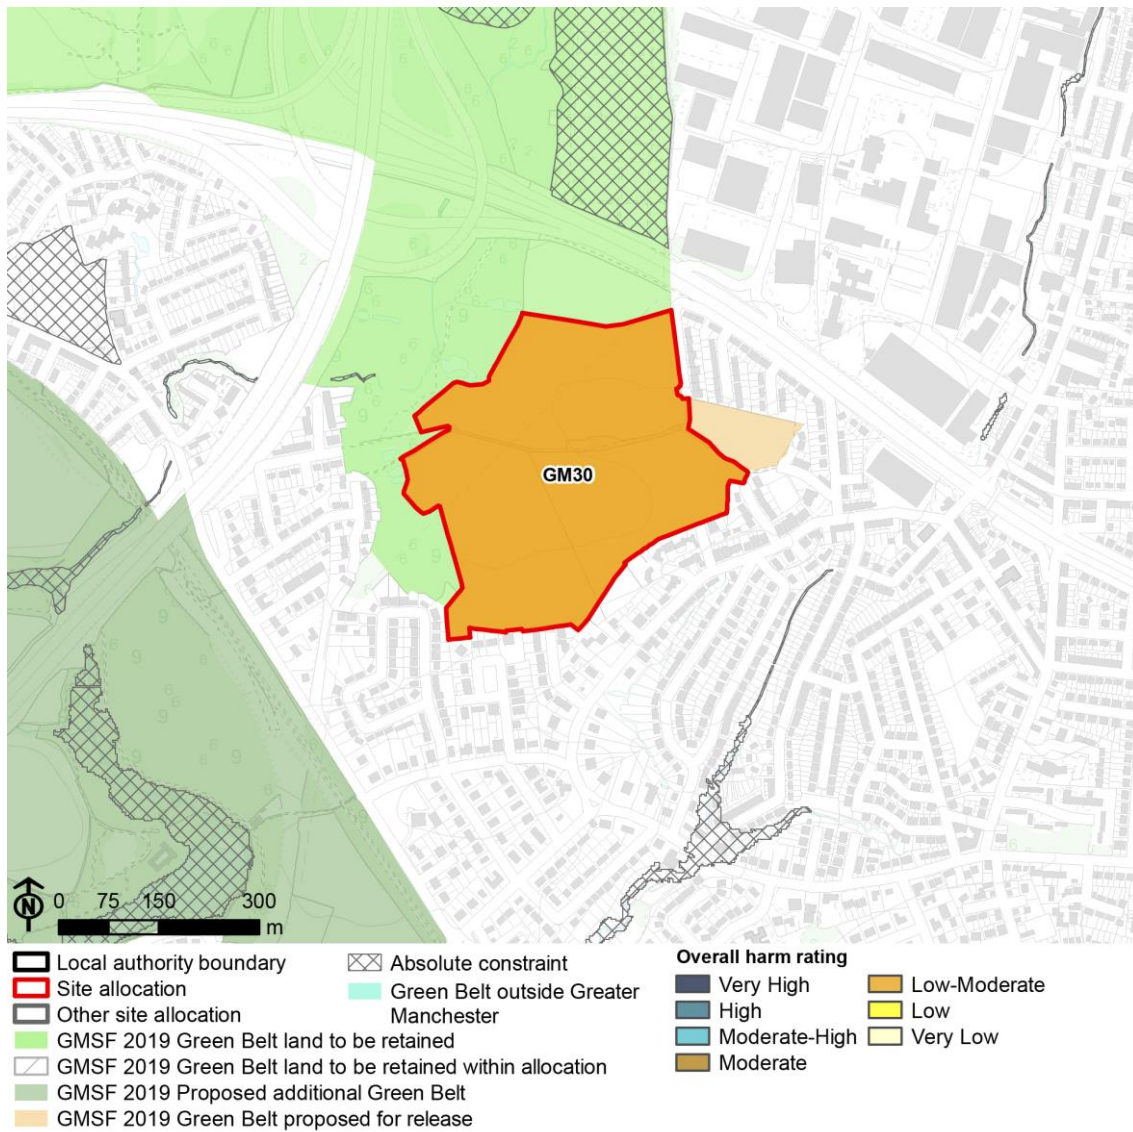 GM30
N
0 75 150 300
m
Local authority boundary
Site allocation
Other site allocation
GMSF 2019 Green Belt land to be retained
GMSF 2019 Green Belt land to be retained within allocation
GMSF 2019 Proposed additional Green Belt
GMSF 2019 Green Belt proposed for release
Absolute constraint
Green Belt outside Greater
Manchester
Overall harm rating
Very High
High
Moderate-High
Moderate
Low-Moderate
Low
Very Low